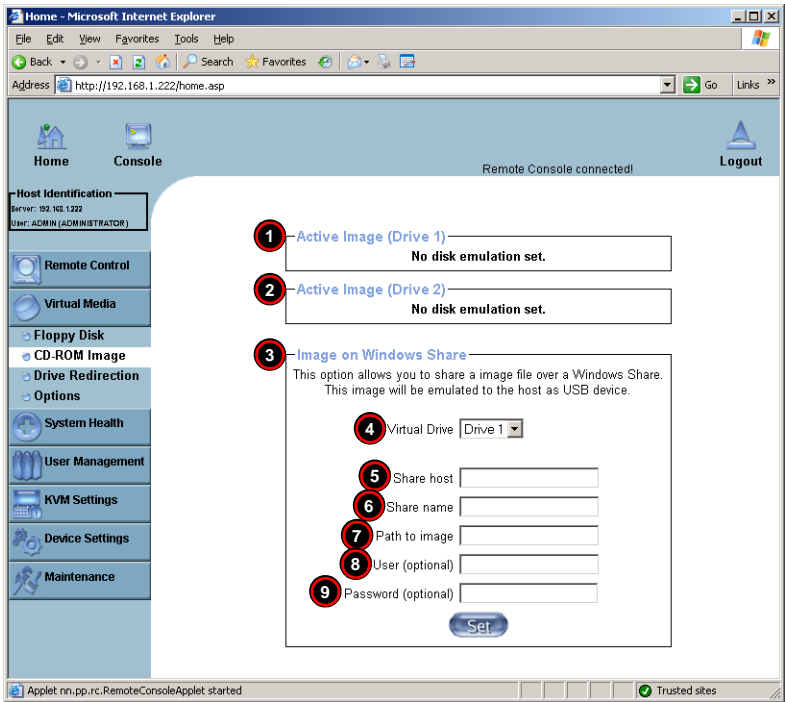 Home - Microsoft Internet Explorer
File Edit View Favorites Tools Help
Back Search Favorites
Address http://192.168.1.222/home.asp Go Links »
Home Console Logout
Remote Console connected!
Host Identification
Server: 192.168.1.222
User: ADMIN (ADMINISTRATOR)
Remote Control
Virtual Media
Floppy Disk
CD-ROM Image
Drive Redirection
Options
System Health
User Management
KVM Settings
Device Settings
Maintenance
1 Active Image (Drive 1)
No disk emulation set.
2 Active Image (Drive 2)
No disk emulation set.
3 Image on Windows Share
This option allows you to share a image file over a Windows Share.
This image will be emulated to the host as USB device.
4 Virtual Drive Drive 1
5 Share host
6 Share name
7 Path to image
8 User (optional)
9 Password (optional)
Set
Applet nn.pp.rc.RemoteConsoleApplet started Trusted sites